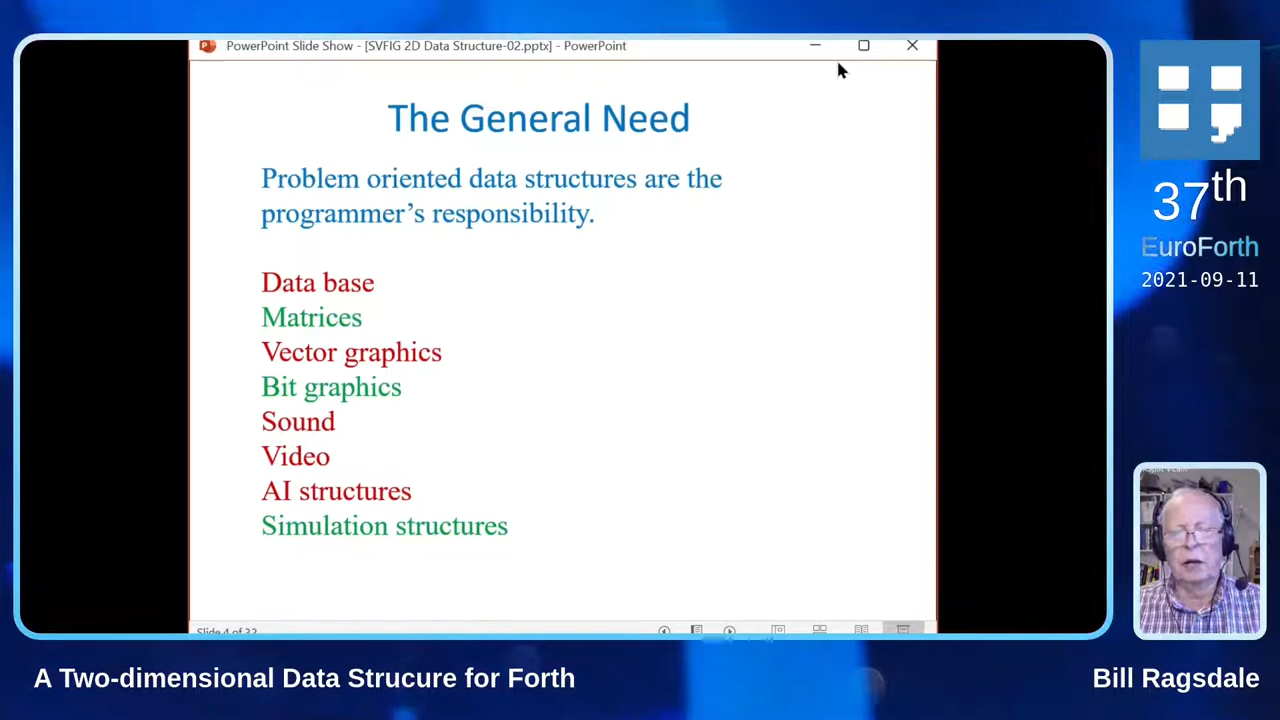 PowerPoint Slide Show - [SVFIG 2D Data Structure-02.pptx] - PowerPoint
The General Need
Problem oriented data structures are the
programmer’s responsibility.
Data base
Matrices
Vector graphics
Bit graphics
Sound
Video
AI structures
Simulation structures
Slide 4 of 32
37th
EuroForth
2021-09-11
A Two-dimensional Data Strucure for Forth
Bill Ragsdale